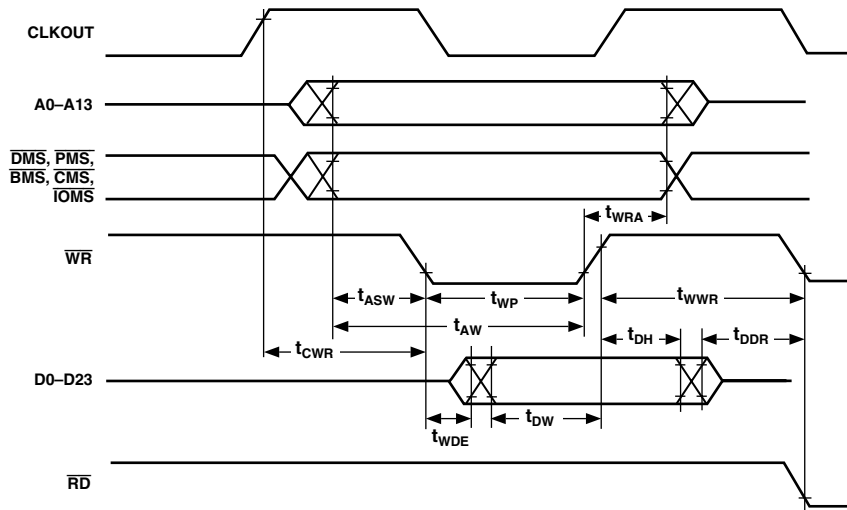 CLKOUT
A0–A13
DMS, PMS,
BMS, CMS,
IOMS
tWRA
WR
tASW
tWP
tWWR
tAW
tCWR
tDH
tDDR
D0–D23
tWDE
tDW
RD